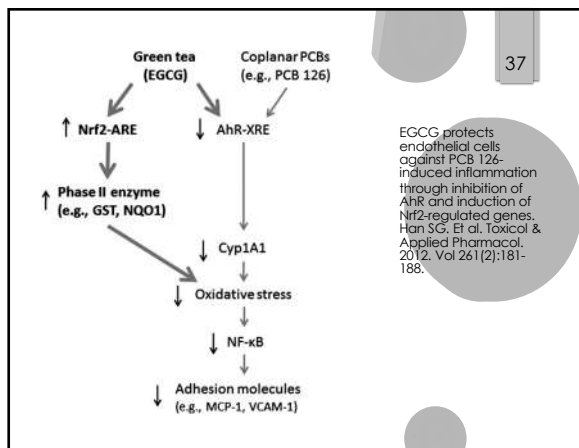 Green tea
(EGCG)
Coplanar PCBs
(e.g., PCB 126)
↑ Nrf2-ARE
↓ AhR-XRE
↑ Phase II enzyme
(e.g., GST, NQO1)
↓ Cyp1A1
↓ Oxidative stress
↓ NF-κB
↓ Adhesion molecules
(e.g., MCP-1, VCAM-1)
37
EGCG protects
endothelial cells
against PCB 126-
induced inflammation
through inhibition of
AhR and induction of
Nrf2-regulated genes.
Han SG. Et al. Toxicol &
Applied Pharmacol.
2012. Vol 261(2):181-
188.